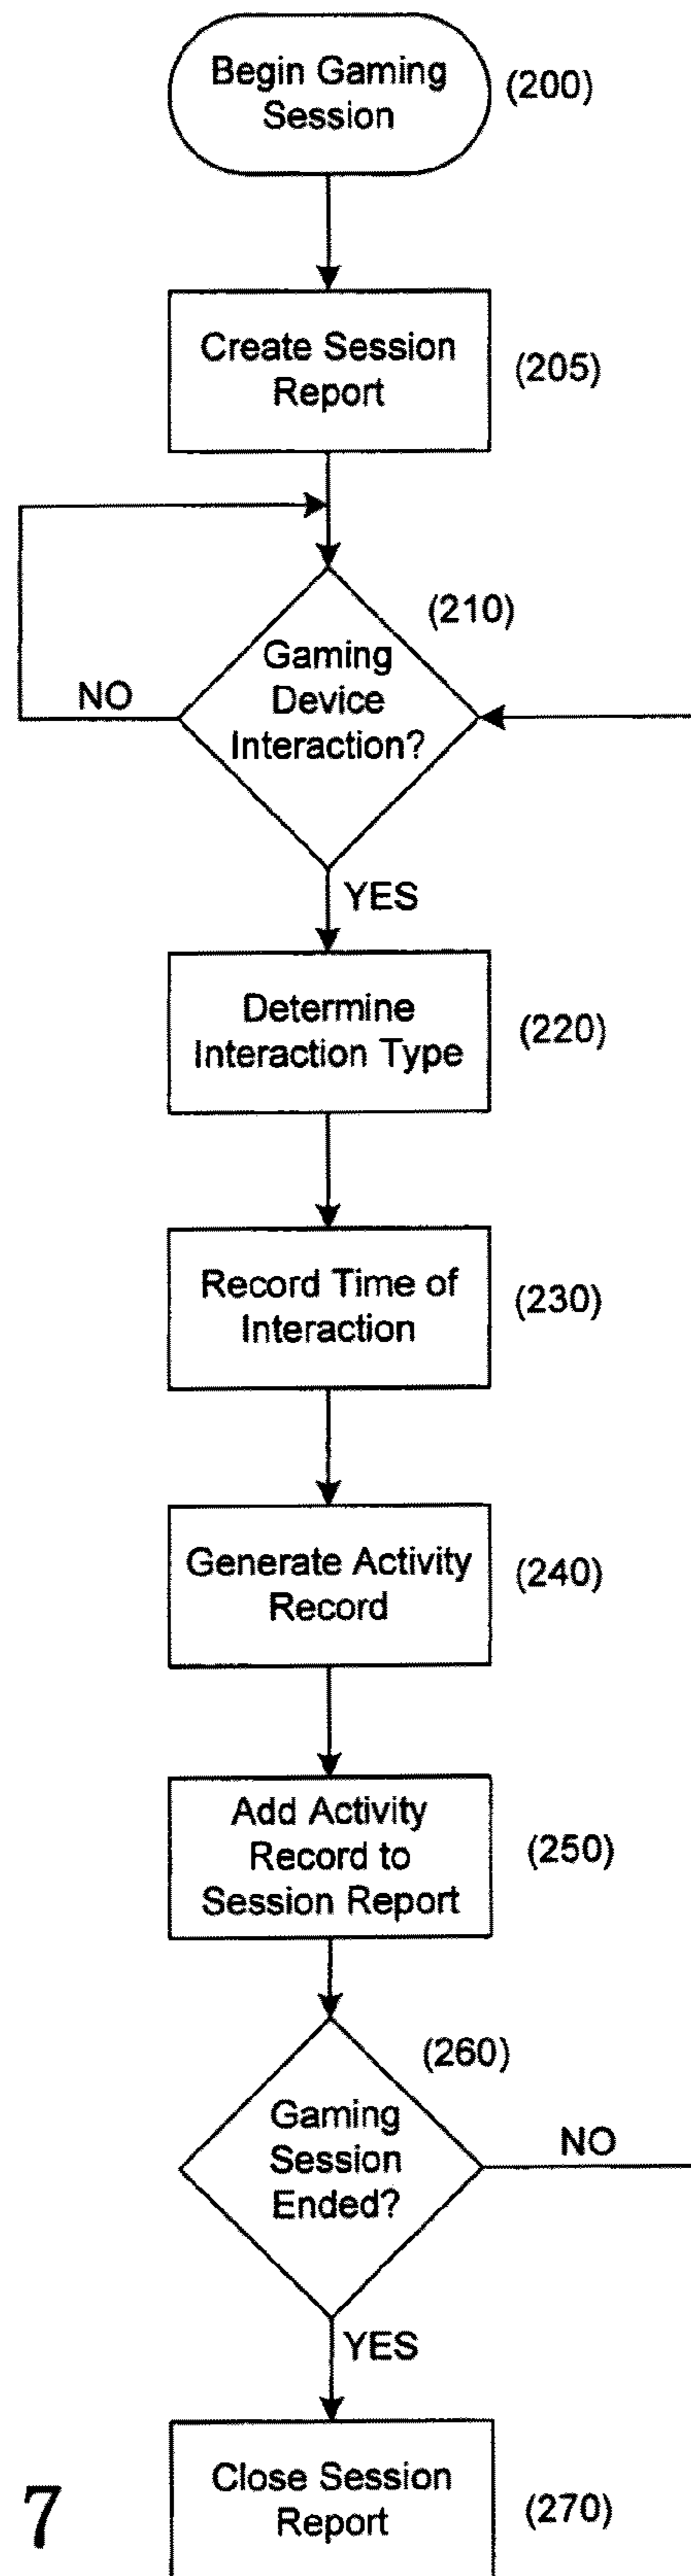 Begin Gaming
Session
(200)
Create Session
Report
(205)
(210)
Gaming
Device
Interaction?
NO
YES
Determine
Interaction Type
(220)
Record Time of
Interaction
(230)
Generate Activity
Record
(240)
Add Activity
Record to
Session Report
(250)
(260)
Gaming
Session
Ended?
NO
YES
Close Session
Report
(270)
7